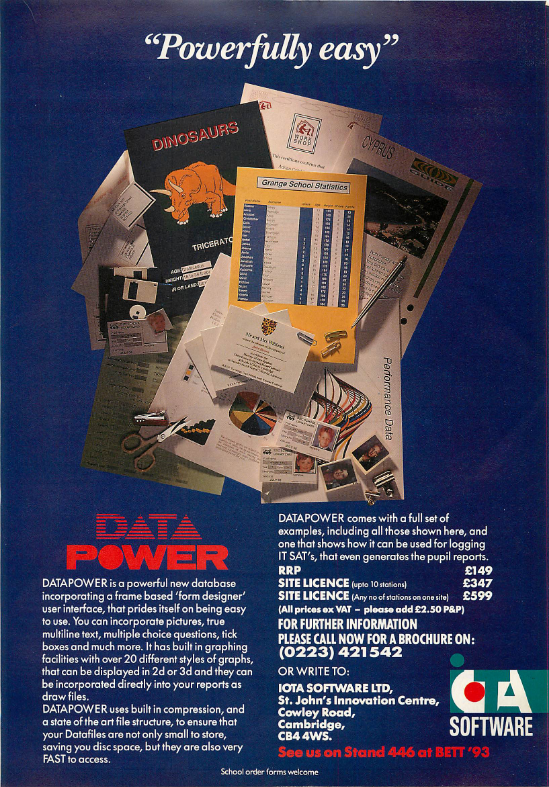 “Powerfully easy”
DINOSAURS
WORK
SHOP
CYPRUS
Grange School Statistics
TRICERATO
Performance Data
DATA
POWER
DATAPOWER is a powerful new database
incorporating a frame based ‘form designer’
user interface, that prides itself on being easy
to use. You can incorporate pictures, true
multiline text, multiple choice questions, tick
boxes and much more. It has built in graphing
facilities with over 20 different styles of graphs,
that can be displayed in 2d or 3d and they can
be incorporated directly into your reports as
draw files.
DATAPOWER uses built in compression, and
a state of the art file structure, to ensure that
your Datafiles are not only small to store,
saving you disc space, but they are also very
FAST to access.
DATAPOWER comes with a full set of
examples, including all those shown here, and
one that shows how it can be used for logging
IT SAT’s, that even generates the pupil reports.
RRP £149
SITE LICENCE (upto 10 stations) £347
SITE LICENCE (Any no of stations on one site) £599
(All prices ex VAT – please add £2.50 P&P)
FOR FURTHER INFORMATION
PLEASE CALL NOW FOR A BROCHURE ON:
(0223) 421542
OR WRITE TO:
IOTA SOFTWARE LTD,
St. John’s Innovation Centre,
Cowley Road,
Cambridge,
CB4 4WS.
See us on Stand 446 at BETT ’93
iOTA
SOFTWARE
School order forms welcome